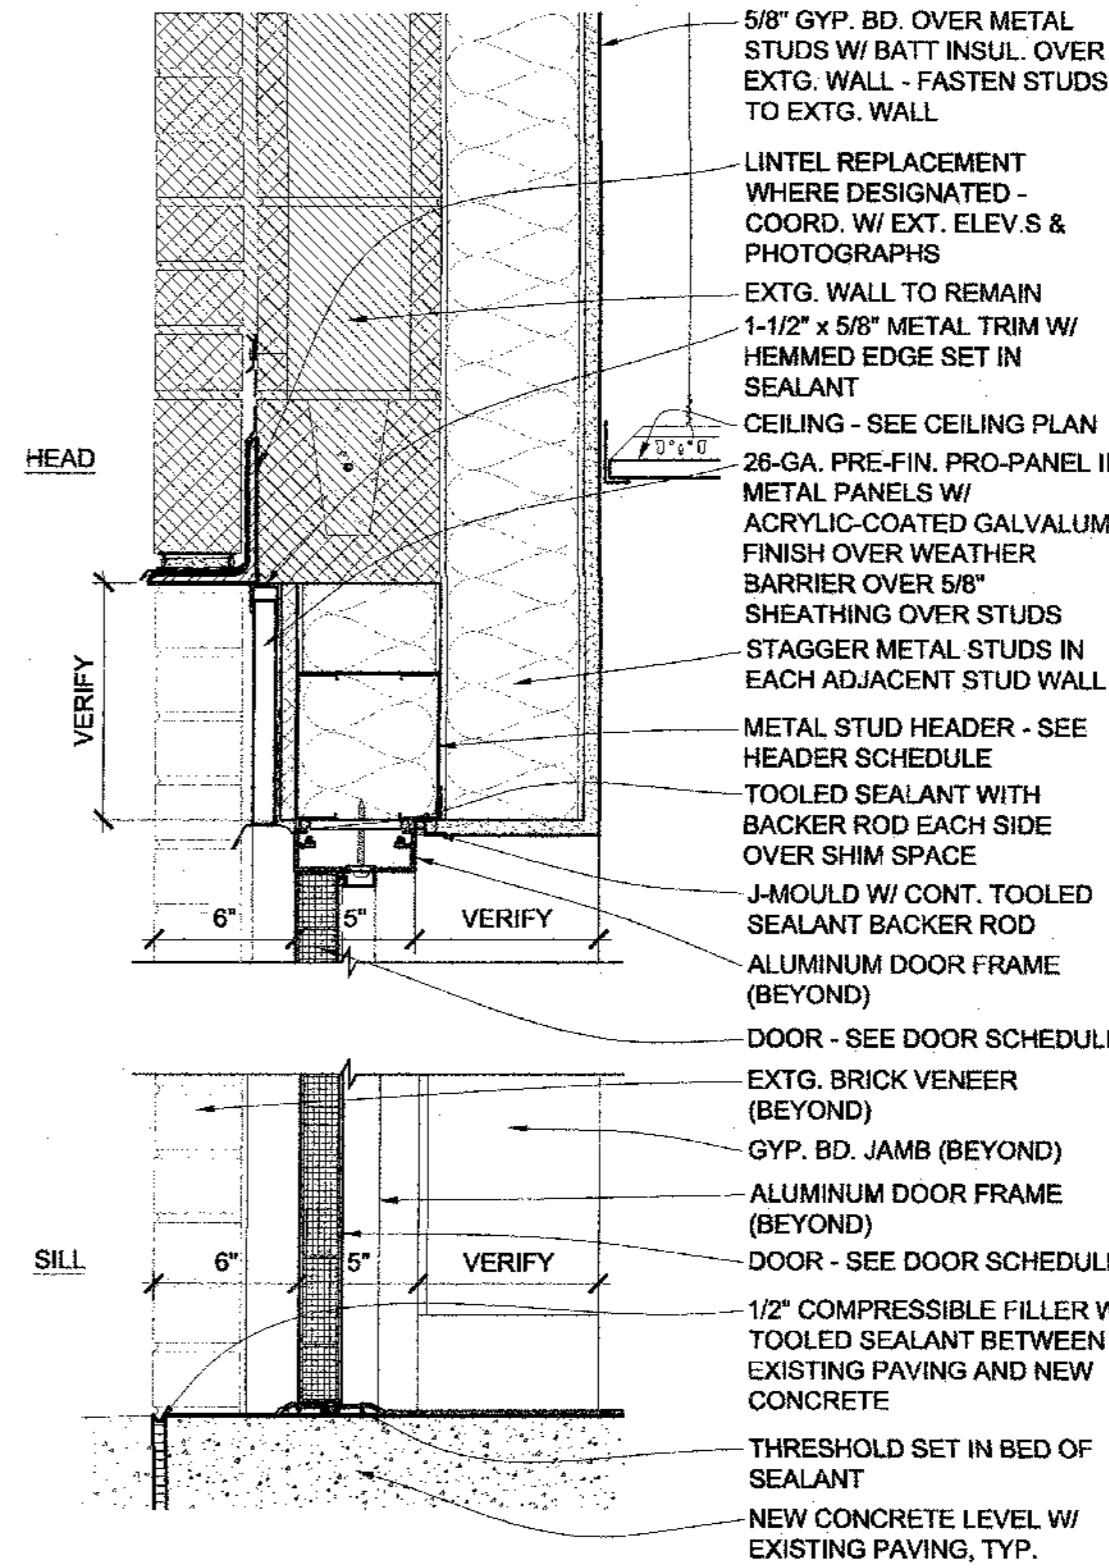 5/8" GYP. BD. OVER METAL
STUDS W/ BATT INSUL. OVER
EXTG. WALL - FASTEN STUDS
TO EXTG. WALL
LINTEL REPLACEMENT
WHERE DESIGNATED -
COORD. W/ EXT. ELEV.S &
PHOTOGRAPHS
EXTG. WALL TO REMAIN
1-1/2" x 5/8" METAL TRIM W/
HEMMED EDGE SET IN
SEALANT
CEILING - SEE CEILING PLAN
HEAD
26-GA. PRE-FIN. PRO-PANEL II
METAL PANELS W/
ACRYLIC-COATED GALVALUM
FINISH OVER WEATHER
BARRIER OVER 5/8"
SHEATHING OVER STUDS
STAGGER METAL STUDS IN
EACH ADJACENT STUD WALL
VERIFY
METAL STUD HEADER - SEE
HEADER SCHEDULE
TOOLED SEALANT WITH
BACKER ROD EACH SIDE
OVER SHIM SPACE
J-MOULD W/ CONT. TOOLED
SEALANT BACKER ROD
6" 5" VERIFY
ALUMINUM DOOR FRAME
(BEYOND)
DOOR - SEE DOOR SCHEDULE
EXTG. BRICK VENEER
(BEYOND)
GYP. BD. JAMB (BEYOND)
ALUMINUM DOOR FRAME
(BEYOND)
SILL
6" 5" VERIFY
DOOR - SEE DOOR SCHEDULE
1/2" COMPRESSIBLE FILLER W
TOOLED SEALANT BETWEEN
EXISTING PAVING AND NEW
CONCRETE
THRESHOLD SET IN BED OF
SEALANT
NEW CONCRETE LEVEL W/
EXISTING PAVING, TYP.